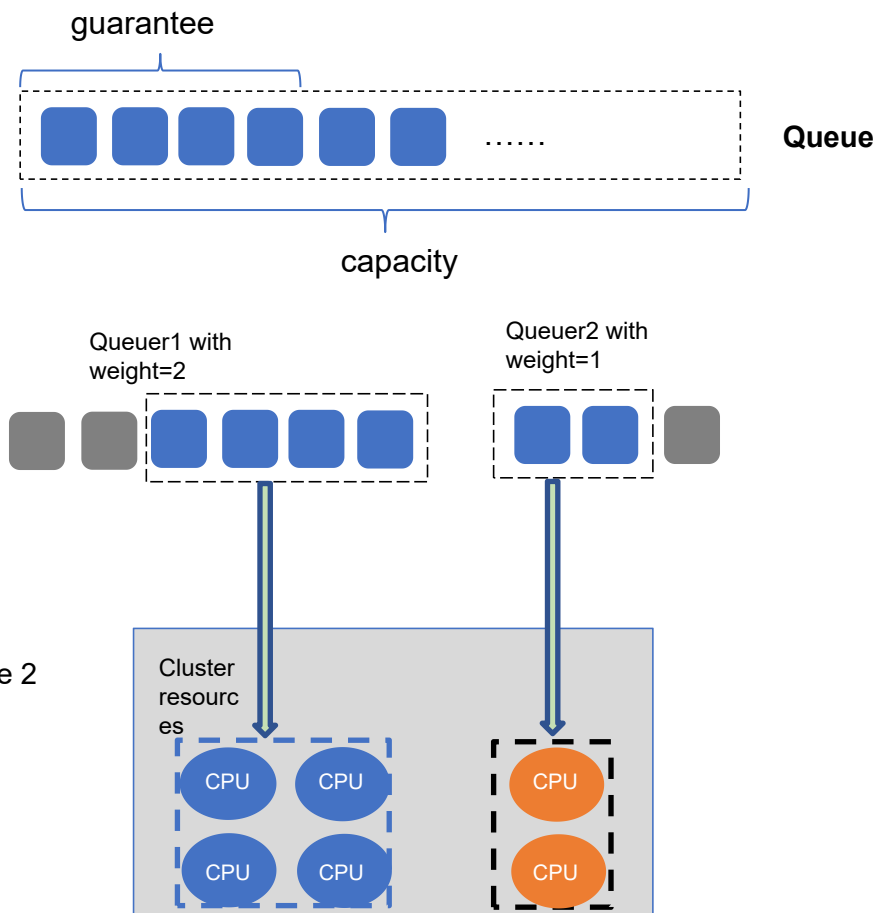 guarantee
......
Queue
capacity
Queuer1 with
weight=2
Queuer2 with
weight=1
e 2
Cluster
resourc
es
CPU
CPU
CPU
CPU
CPU
CPU